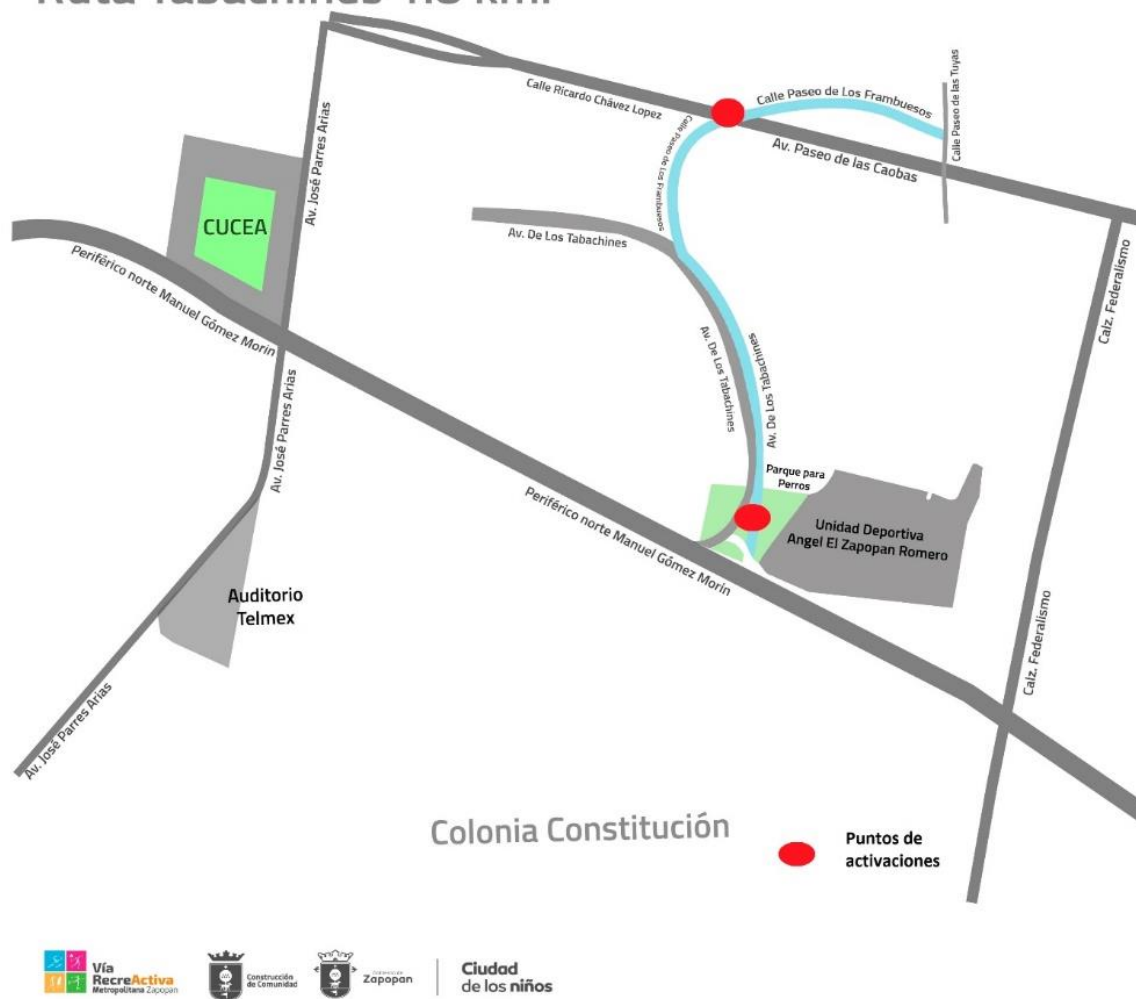 Ruta Tabachines 4.8 km.
Calle Ricardo Chávez Lopez
Calle Paseo de Los Frambuesos
Calle Paseo de las Tuyas
Av. Paseo de las Caobas
Calle Paseo de Los Frambuesos
Av. José Parres Arias
CUCEA
Av. De Los Tabachines
Periférico norte Manuel Gómez Morín
Calz. Federalismo
Av. De Los Tabachines
Av. De Los Tabachines
Av. José Parres Arias
Parque para
Perros
Periférico norte Manuel Gómez Morín
Unidad Deportiva
Angel El Zapopan Romero
Auditorio
Telmex
Calz. Federalismo
Av. José Parres Arias
Colonia Constitución
Puntos de
activaciones
Vía
RecreActiva
Metropolitana Zapopan
Construcción
de Comunidad
Zapopan
Ciudad
de los niños